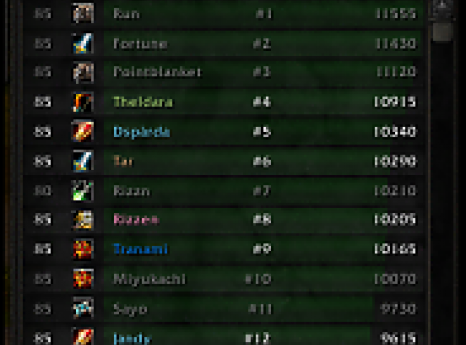 85 Run #1 11555
85 Fortune #2 11430
85 Pointblanket #3 11120
85 Theldara #4 10915
85 Dsparda #5 10340
85 Tar #6 10290
80 Rizzn #7 10210
85 Rizzen #8 10205
85 Tranami #9 10165
85 Miyukachi #10 10070
85 Sayo #11 9730
85 Jandy #12 9615